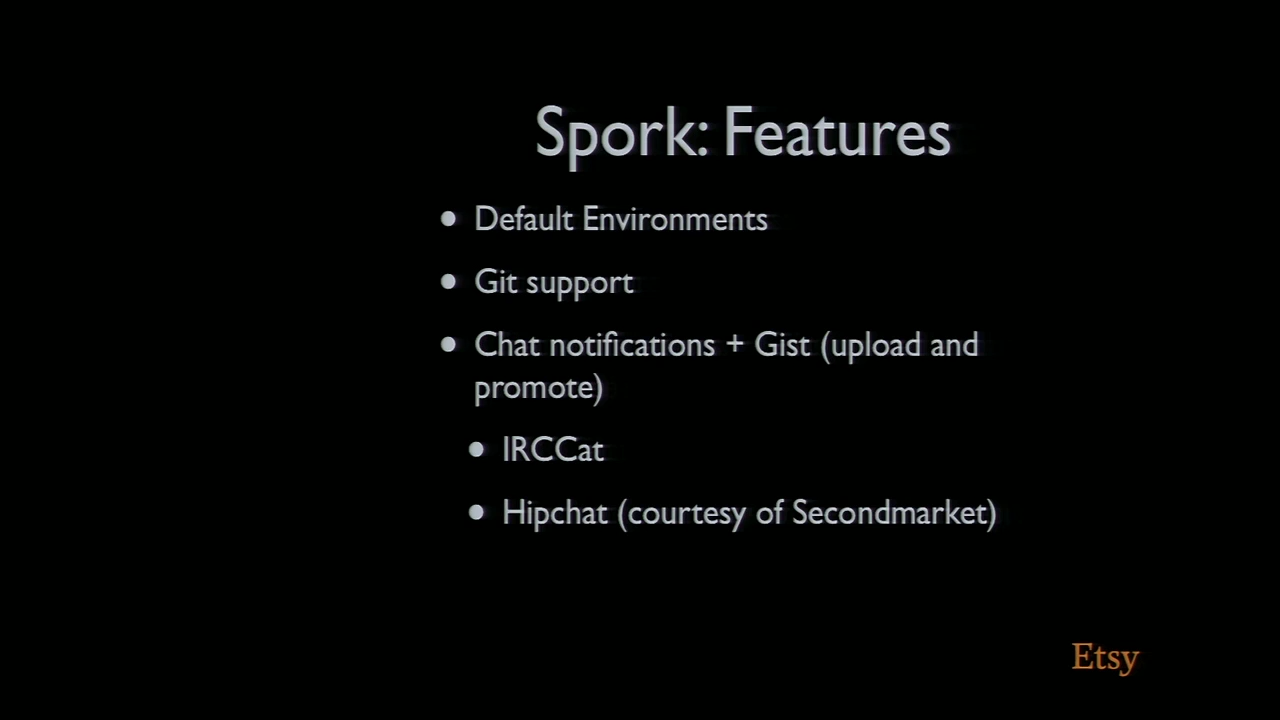 Spork: Features
● Default Environments
● Git support
● Chat notifications + Gist (upload and
promote)
● IRCCat
● Hipchat (courtesy of Secondmarket)
Etsy